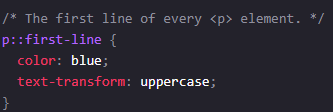 /* The first line of every <p> element. */
p::first-line {
  color: blue;
  text-transform: uppercase;
}